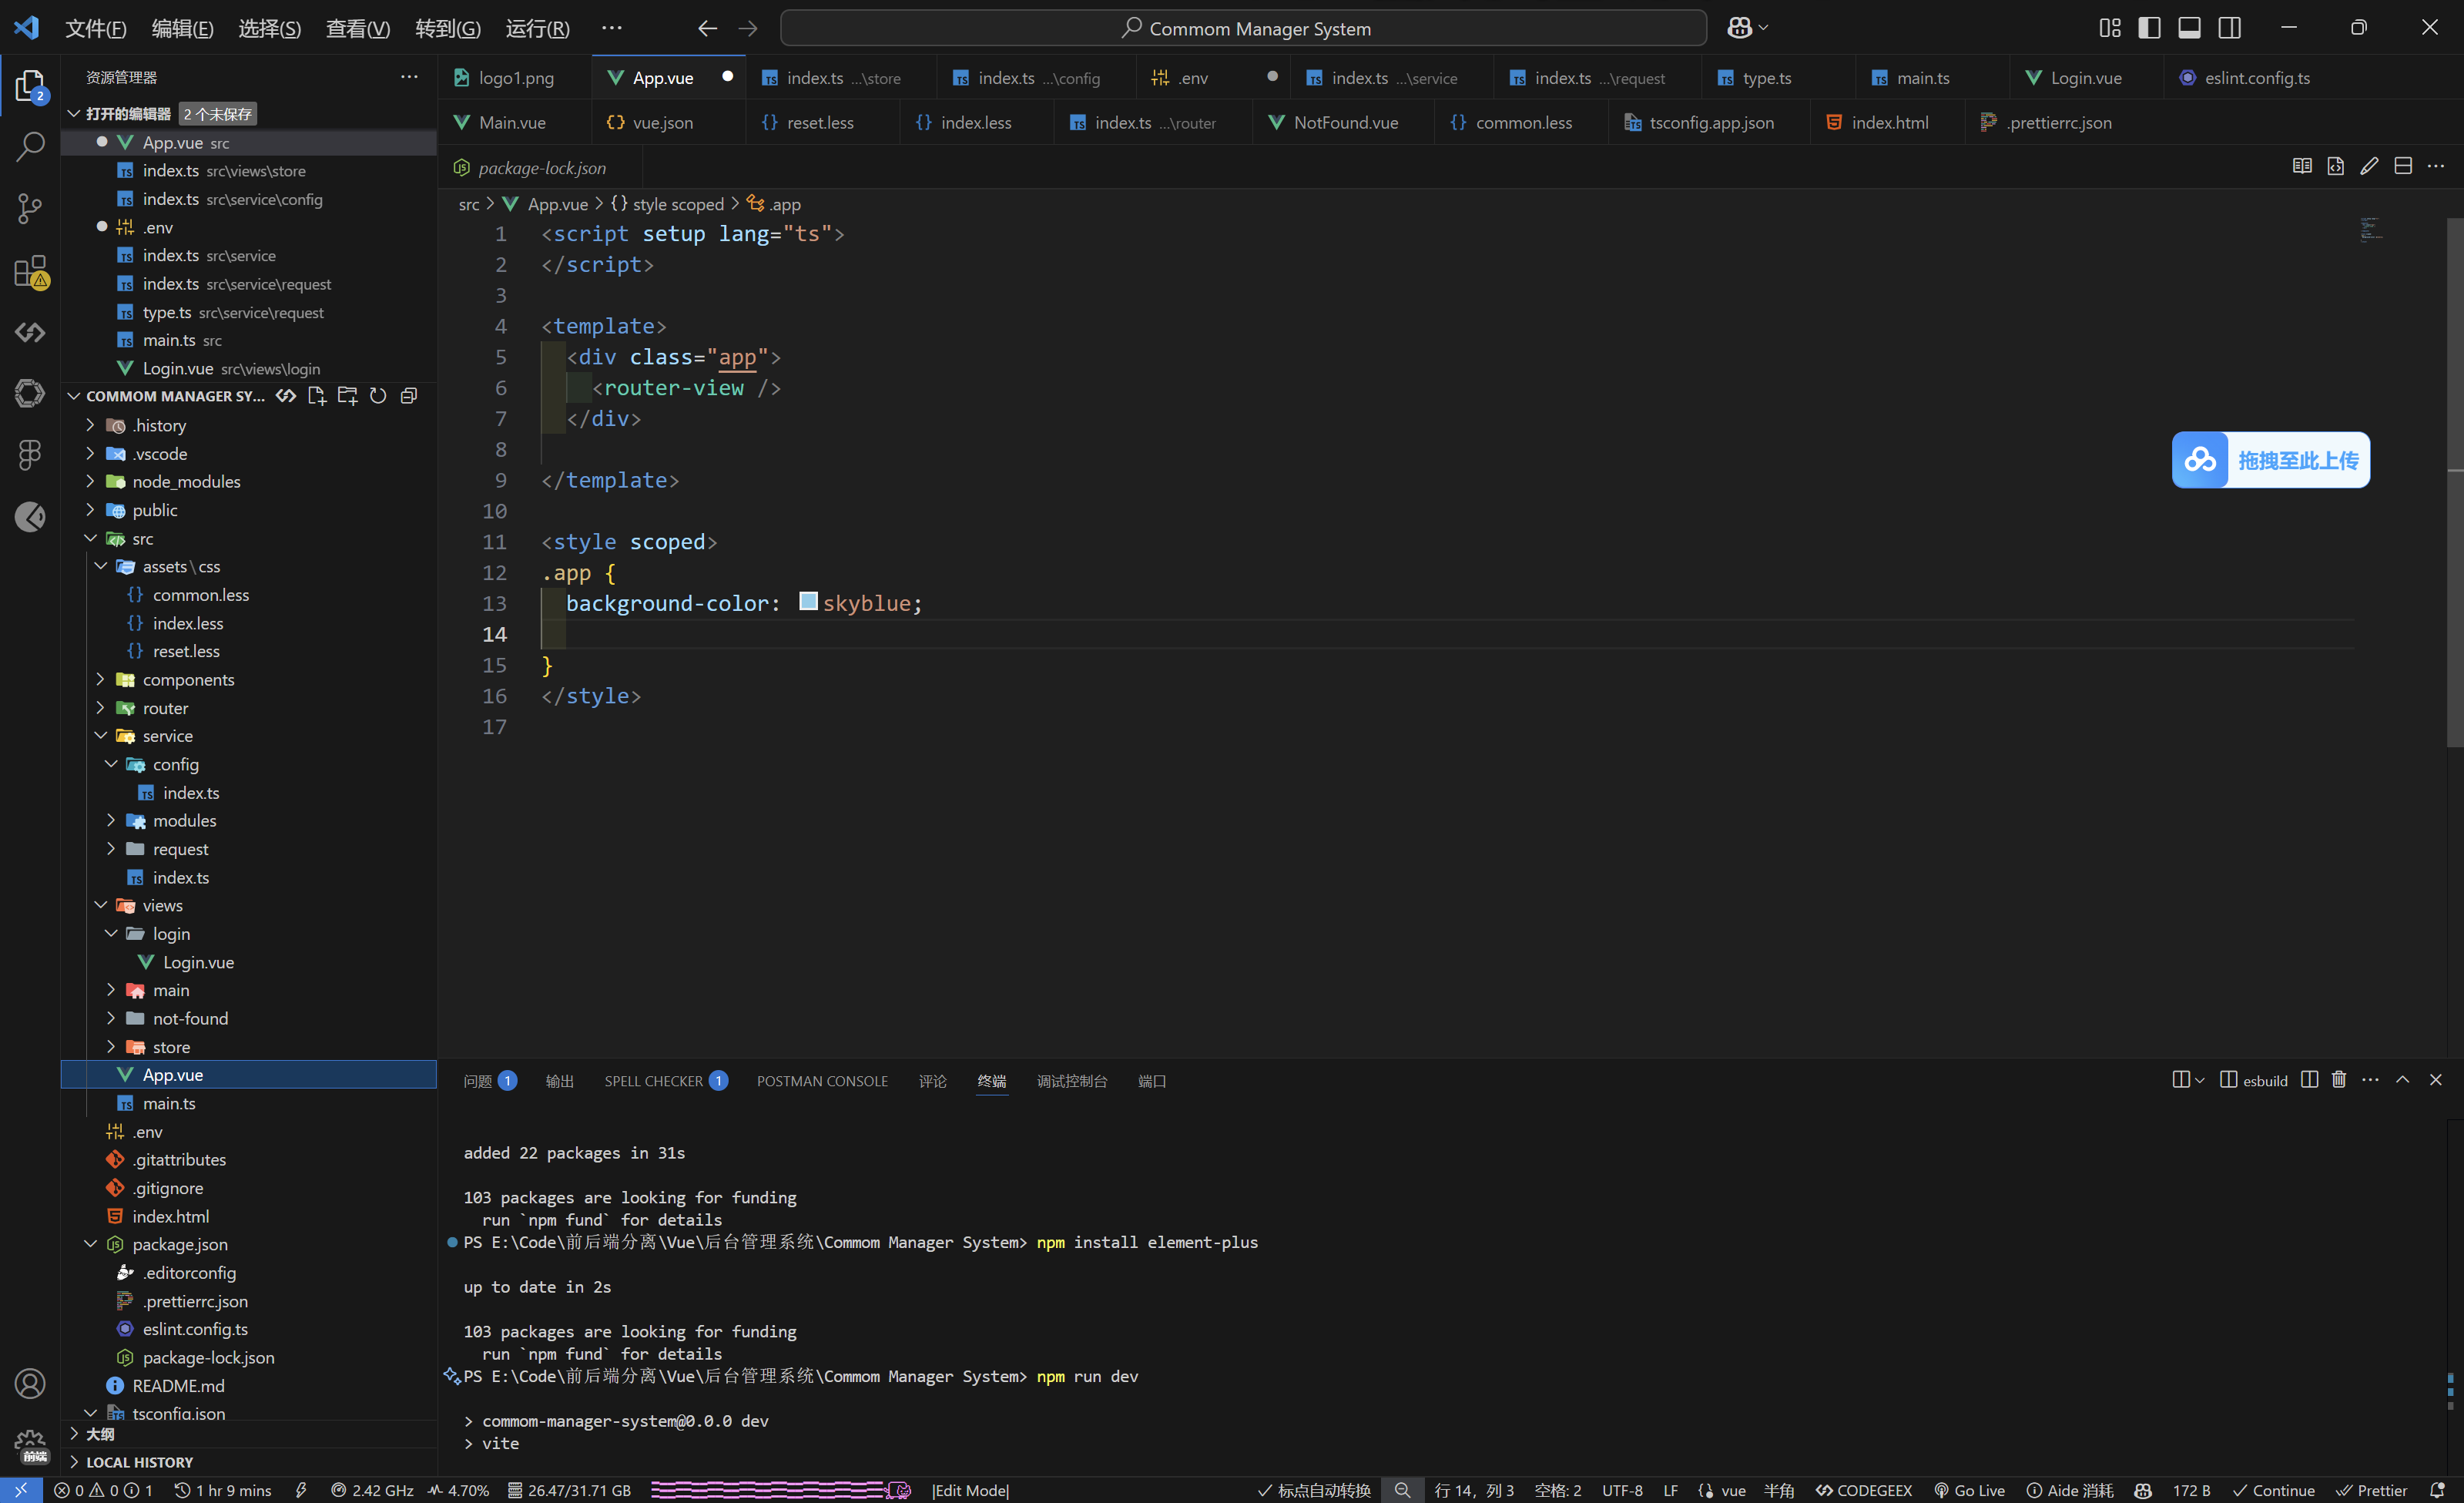 文件(F) 编辑(E) 选择(S) 查看(V) 转到(G) 运行(R) ··· Commom Manager System
资源管理器
打开的编辑器 2 个未保存
App.vue src
index.ts src\views\store
index.ts src\service\config
.env
index.ts src\service
index.ts src\service\request
type.ts src\service\request
main.ts src
Login.vue src\views\login
COMMOM MANAGER SY...
.history
.vscode
node_modules
public
src
assets\css
common.less
index.less
reset.less
components
router
service
config
index.ts
modules
request
index.ts
views
login
Login.vue
main
not-found
store
App.vue
main.ts
.env
.gitattributes
.gitignore
index.html
package.json
.editorconfig
.prettierrc.json
eslint.config.ts
package-lock.json
README.md
tsconfig.json
大纲
LOCAL HISTORY
2
前端
logo1.png App.vue index.ts ...\store index.ts ...\config .env index.ts ...\service index.ts ...\request type.ts main.ts Login.vue eslint.config.ts
Main.vue vue.json reset.less index.less index.ts ...\router NotFound.vue common.less tsconfig.app.json index.html .prettierrc.json
package-lock.json
src > App.vue > {} style scoped > .app
1 <script setup lang="ts">
2 </script>
3
4 <template>
5 <div class="app">
6 <router-view />
7 </div>
8
9 </template>
10
11 <style scoped>
12 .app {
13 background-color: skyblue;
14
15 }
16 </style>
17
拖拽至此上传
问题 1 输出 SPELL CHECKER 1 POSTMAN CONSOLE 评论 终端 调试控制台 端口 esbuild
added 22 packages in 31s
103 packages are looking for funding
run `npm fund` for details
PS E:\Code\前后端分离\Vue\后台管理系统\Commom Manager System> npm install element-plus
up to date in 2s
103 packages are looking for funding
run `npm fund` for details
PS E:\Code\前后端分离\Vue\后台管理系统\Commom Manager System> npm run dev
> commom-manager-system@0.0.0 dev
> vite
0 0 1 1 hr 9 mins 2.42 GHz 4.70% 26.47/31.71 GB |Edit Mode| 标点自动转换 行 14，列 3 空格: 2 UTF-8 LF vue 半角 CODEGEEX Go Live Aide 消耗 172 B Continue Prettier